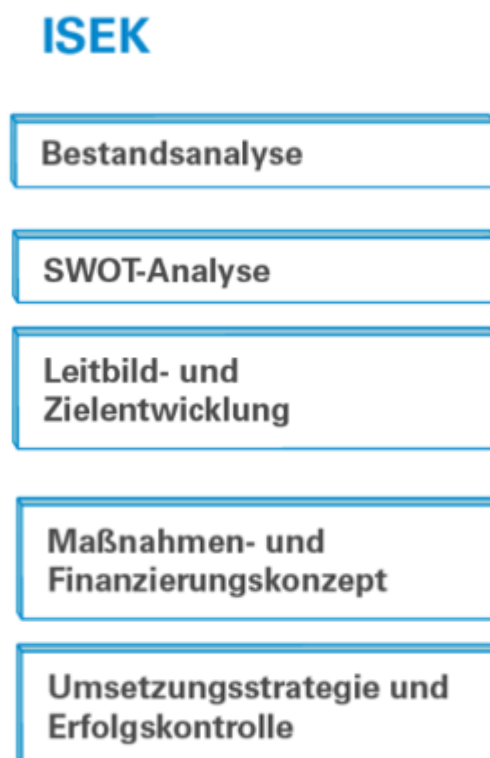 ISEK
Bestandsanalyse
SWOT-Analyse
Leitbild- und
Zielentwicklung
Maßnahmen- und
Finanzierungskonzept
Umsetzungsstrategie und
Erfolgskontrolle